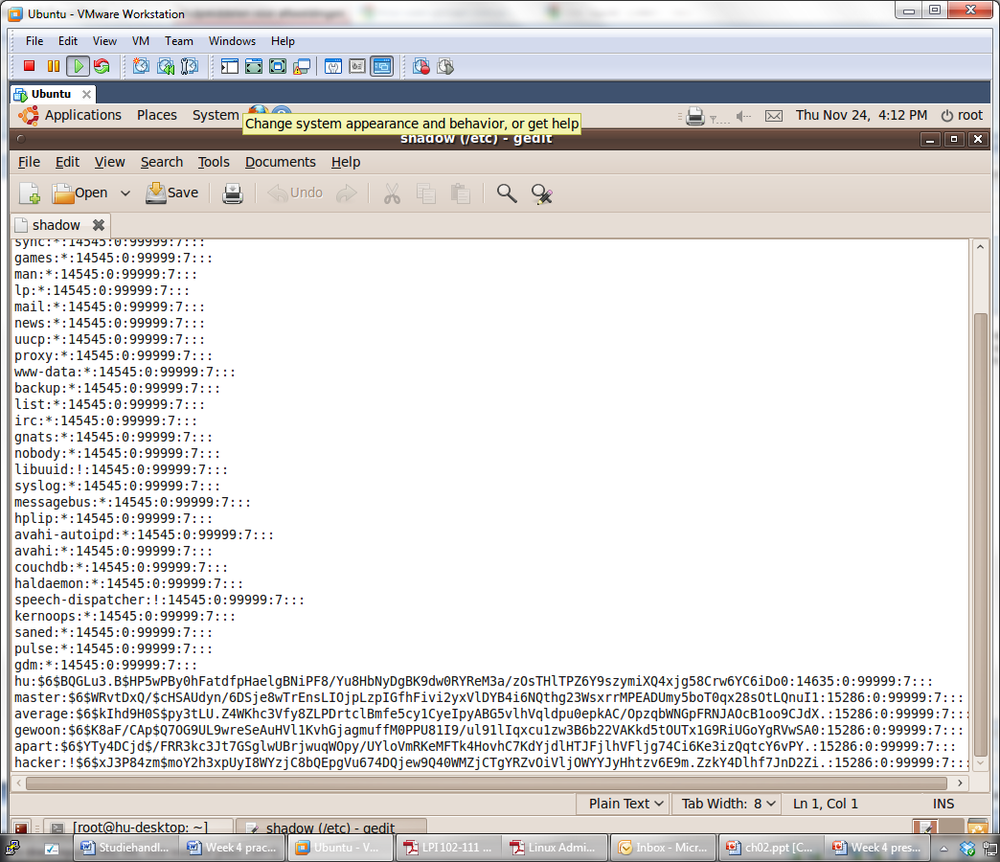 Ubuntu - VMware Workstation
File Edit View VM Team Windows Help
Ubuntu
Applications Places System Thu Nov 24, 4:12 PM root
Change system appearance and behavior, or get help
shadow (/etc) - gedit
File Edit View Search Tools Documents Help
Open Save Undo
shadow
sync:*:14545:0:99999:7:::
games:*:14545:0:99999:7:::
man:*:14545:0:99999:7:::
lp:*:14545:0:99999:7:::
mail:*:14545:0:99999:7:::
news:*:14545:0:99999:7:::
uucp:*:14545:0:99999:7:::
proxy:*:14545:0:99999:7:::
www-data:*:14545:0:99999:7:::
backup:*:14545:0:99999:7:::
list:*:14545:0:99999:7:::
irc:*:14545:0:99999:7:::
gnats:*:14545:0:99999:7:::
nobody:*:14545:0:99999:7:::
libuuid:!:14545:0:99999:7:::
syslog:*:14545:0:99999:7:::
messagebus:*:14545:0:99999:7:::
hplip:*:14545:0:99999:7:::
avahi-autoipd:*:14545:0:99999:7:::
avahi:*:14545:0:99999:7:::
couchdb:*:14545:0:99999:7:::
haldaemon:*:14545:0:99999:7:::
speech-dispatcher:!:14545:0:99999:7:::
kernoops:*:14545:0:99999:7:::
saned:*:14545:0:99999:7:::
pulse:*:14545:0:99999:7:::
gdm:*:14545:0:99999:7:::
hu:$6$BQGLu3.B$HP5wPBy0hFatdfpHaelgBNiPF8/Yu8HbNyDgBK9dw0RYReM3a/zOsTHlTPZ6Y9szymiXQ4xjg58Crw6YC6iDo0:14635:0:99999:7:::
master:$6$WRvtDxQ/$cHSAUdyn/6DSje8wTrEnsLIOjpLzpIGfhFivi2yxVlDYB4i6NQthg23WsxrrMPEADUmy5boT0qx28sOtLQnuI1:15286:0:99999:7:::
average:$6$kIhd9H0S$py3tLU.Z4WKhc3Vfy8ZLPDrtclBmfe5cy1CyeIpyABG5vlhVqldpu0epkAC/OpzqbWNGpFRNJAOcB1oo9CJdX.:15286:0:99999:7:::
gewoon:$6$K8aF/CAp$Q7OG9UL9wreSeAuHVl1KvhGjagmuffM0PPU81I9/ul91lIqxcu1zw3B6b22VAKkd5tOUTx1G9RiUGoYgRVwSA0:15286:0:99999:7:::
apart:$6$YTy4DCjd$/FRR3kc3Jt7GSglwUBrjwuqWOpy/UYloVmRKeMFTk4HovhC7KdYjdlHTJFjlhVFljg74Ci6Ke3izQqtcY6vPY.:15286:0:99999:7:::
hacker:!$6$xJ3P84zm$moY2h3xpUyI8WYzjC8bQEpgVu674DQjew9Q40WMZjCTgYRZvOiVljOWYYJyHhtzv6E9m.ZzkY4Dlhf7JnD2Zi.:15286:0:99999:7:::
Plain Text Tab Width: 8 Ln 1, Col 1 INS
[root@hu-desktop: ~] shadow (/etc) - gedit
Studiehandl... Week 4 prac... Ubuntu - V... LPI 102-111 ... Linux Admi... Inbox - Micr... ch02.ppt [C... Week 4 pres...